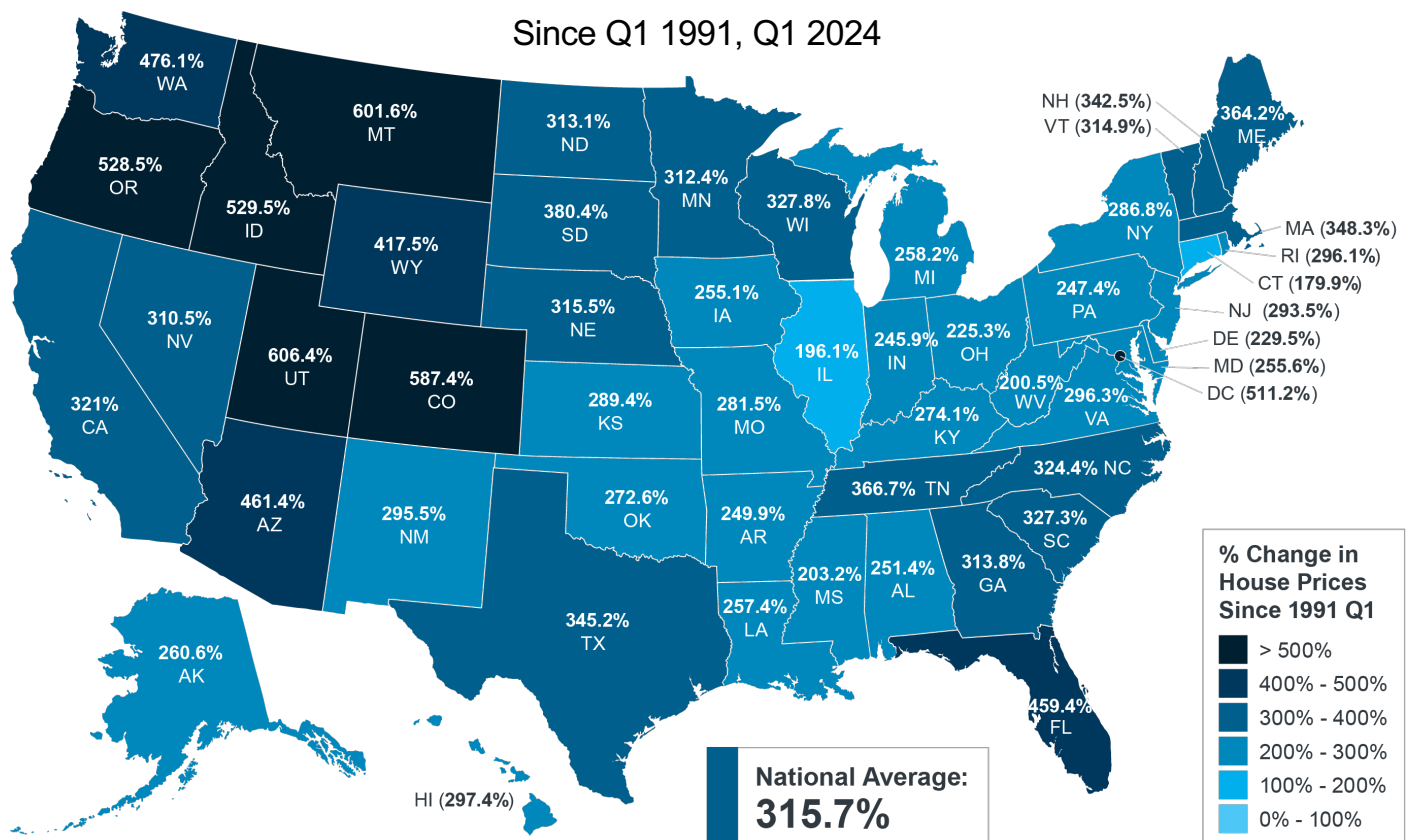 Since Q1 1991, Q1 2024
476.1%
WA
601.6%
MT
313.1%
ND
NH (342.5%)
VT (314.9%)
364.2%
ME
528.5%
OR
529.5%
ID
312.4%
MN
327.8%
WI
380.4%
SD
286.8%
NY
MA (348.3%)
RI (296.1%)
CT (179.9%)
NJ (293.5%)
DE (229.5%)
MD (255.6%)
DC (511.2%)
417.5%
WY
258.2%
MI
255.1%
IA
247.4%
PA
310.5%
NV
315.5%
NE
606.4%
UT
587.4%
CO
196.1%
IL
245.9%
IN
225.3%
OH
200.5%
WV
296.3%
VA
321%
CA
289.4%
KS
281.5%
MO
274.1%
KY
324.4% NC
366.7% TN
461.4%
AZ
295.5%
NM
272.6%
OK
249.9%
AR
327.3%
SC
203.2%
MS
251.4%
AL
313.8%
GA
257.4%
LA
345.2%
TX
260.6%
AK
459.4%
FL
HI (297.4%)
National Average:
315.7%
% Change in
House Prices
Since 1991 Q1
> 500%
400% - 500%
300% - 400%
200% - 300%
100% - 200%
0% - 100%